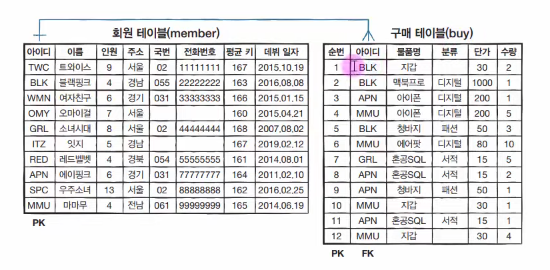 회원 테이블(member)
아이디 이름 인원 주소 국번 전화번호 평균 키 데뷔 일자
TWC 트와이스 9 서울 02 11111111 167 2015.10.19
BLK 블랙핑크 4 경남 055 22222222 163 2016.08.08
WMN 여자친구 6 경기 031 33333333 166 2015.01.15
OMY 오마이걸 7 서울 160 2015.04.21
GRL 소녀시대 8 서울 02 44444444 168 2007.08.02
ITZ 잇지 5 경남 167 2019.02.12
RED 레드벨벳 4 경북 054 55555555 161 2014.08.01
APN 에이핑크 6 경기 031 77777777 164 2011.02.10
SPC 우주소녀 13 서울 02 88888888 162 2016.02.25
MMU 마마무 4 전남 061 99999999 165 2014.06.19
PK
구매 테이블(buy)
순번 아이디 물품명 분류 단가 수량
1 BLK 지갑 30 2
2 BLK 맥북프로 디지털 1000 1
3 APN 아이폰 디지털 200 1
4 MMU 아이폰 디지털 200 5
5 BLK 청바지 패션 50 3
6 MMU 에어팟 디지털 80 10
7 GRL 혼공SQL 서적 15 5
8 APN 혼공SQL 서적 15 2
9 APN 청바지 패션 50 1
10 MMU 지갑 30 1
11 APN 혼공SQL 서적 15 1
12 MMU 지갑 30 4
PK FK